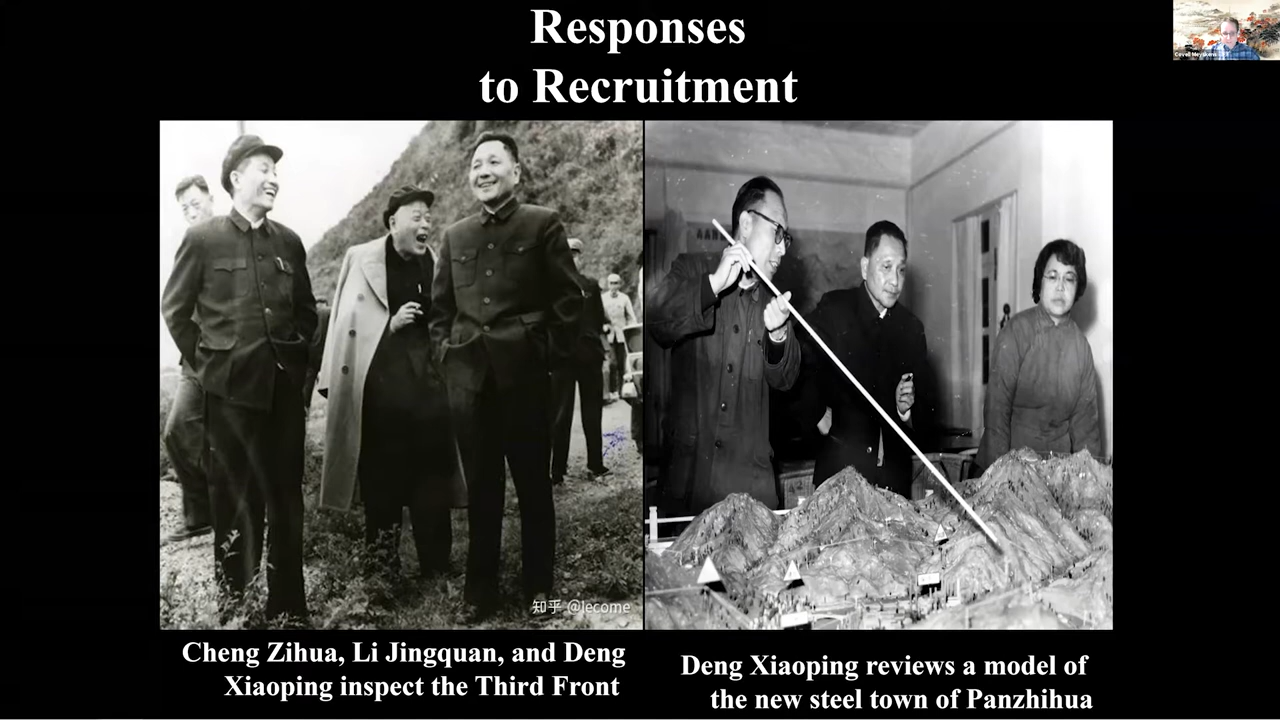 Responses
to Recruitment
知乎 @lecome
Cheng Zihua, Li Jingquan, and Deng
Xiaoping inspect the Third Front
Deng Xiaoping reviews a model of
the new steel town of Panzhihua